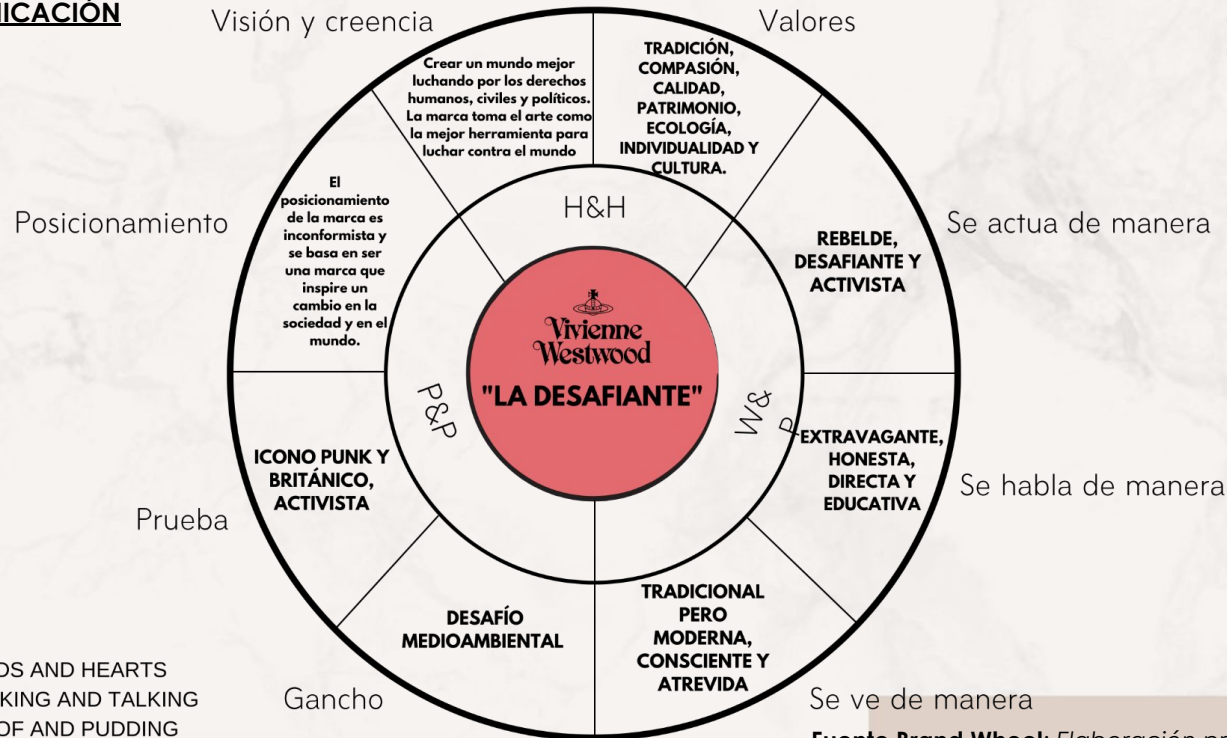 NICACIÓN
Visión y creencia
Valores
Crear un mundo mejor
luchando por los derechos
humanos, civiles y políticos.
La marca toma el arte como
la mejor herramienta para
luchar contra el mundo
TRADICIÓN,
COMPASIÓN,
CALIDAD,
PATRIMONIO,
ECOLOGÍA,
INDIVIDUALIDAD Y
CULTURA.
El
posicionamiento
de la marca es
inconformista y
se basa en ser
una marca que
inspire un
cambio en la
sociedad y en el
mundo.
Posicionamiento
H&H
Se actua de manera
REBELDE,
DESAFIANTE Y
ACTIVISTA
Vivienne
Westwood
"LA DESAFIANTE"
P&P
W&
P
EXTRAVAGANTE,
HONESTA,
DIRECTA Y
EDUCATIVA
Se habla de manera
ICONO PUNK Y
BRITÁNICO,
ACTIVISTA
Prueba
DESAFÍO
MEDIOAMBIENTAL
TRADICIONAL
PERO
MODERNA,
CONSCIENTE Y
ATREVIDA
Gancho
Se ve de manera
DS AND HEARTS
KING AND TALKING
OF AND PUDDING
Fuente Brand Wheel: Elaboración pr